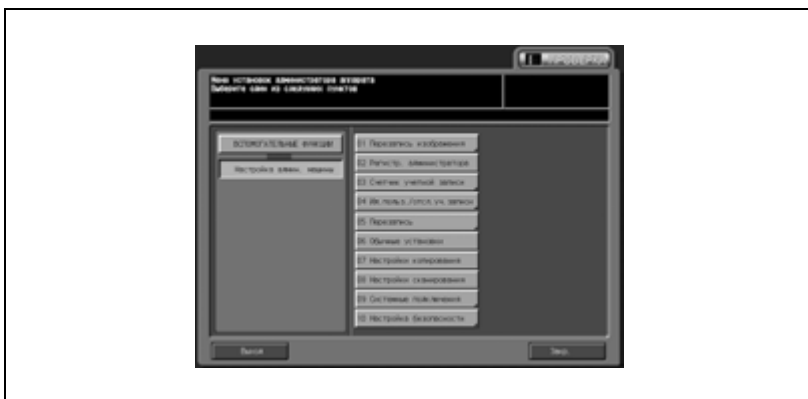 ПРОВЕРКА
Меню установок администратора аппарата
Выберите один из следующих пунктов
ВСПОМОГАТЕЛЬНЫЕ ФУНКЦИИ
Настройка админ. машины
01 Перезапись изображения
02 Регистр. администратора
03 Счетчик учетной записи
04 Им.польз./отсл.уч.записи
05 Перезапись
06 Обычные установки
07 Настройки копирования
08 Настройки сканирования
09 Системные подключения
10 Настройка безопасности
Выход
Закр.